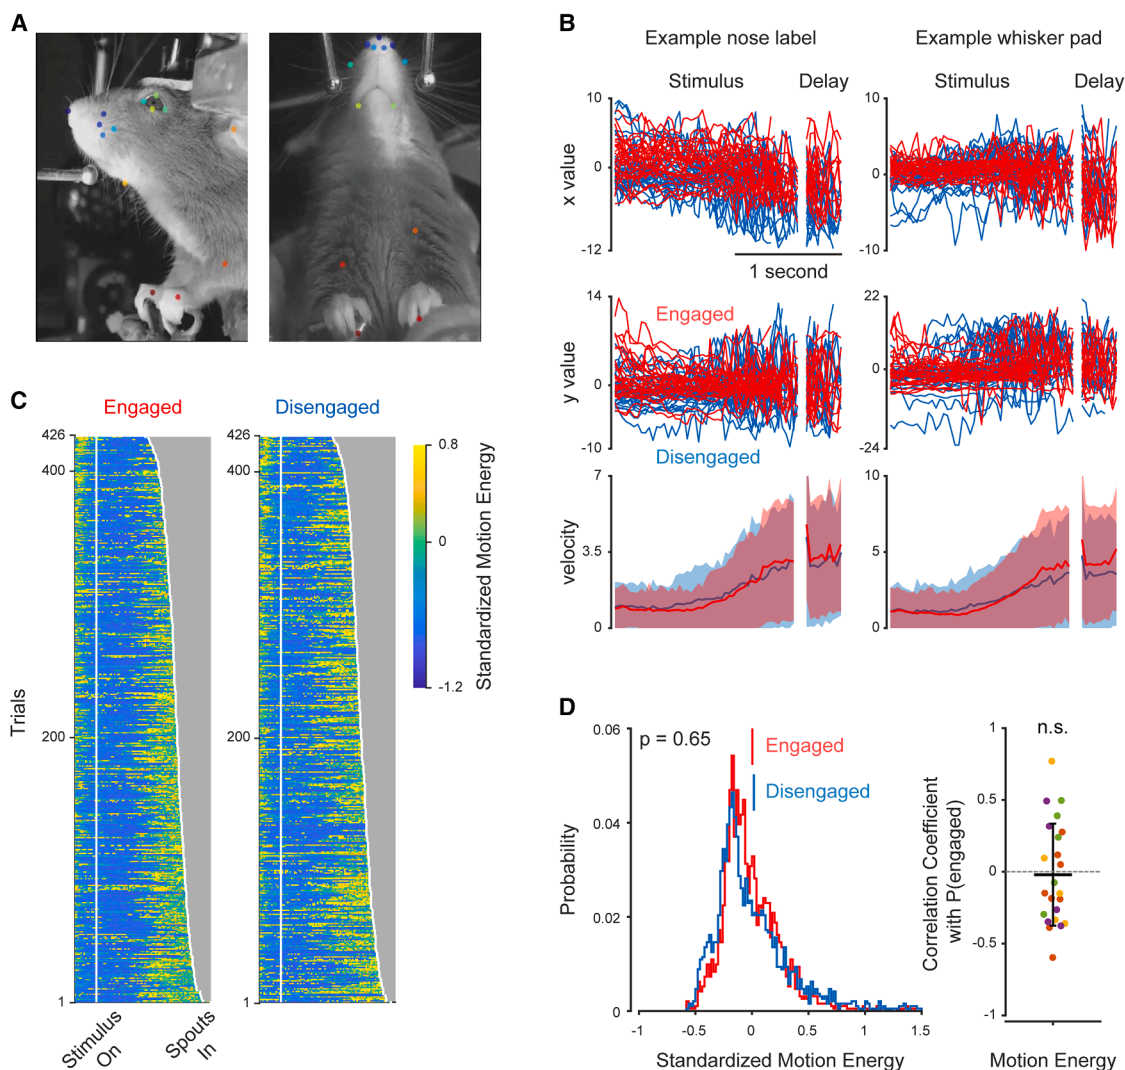 A
B
Example nose label
Example whisker pad
Stimulus
Delay
Stimulus
Delay
10
0
-12
x value
10
0
-10
1 second
14
0
-10
y value
Engaged
Disengaged
22
0
-24
7
3.5
0
velocity
10
5
0
C
Engaged
Disengaged
426
400
200
1
Trials
426
400
200
1
Stimulus
On
Spouts
In
0.8
0
-1.2
Standardized Motion Energy
D
p = 0.65
Engaged
Disengaged
0.06
0.04
0.02
0
Probability
-1
-0.5
0
0.5
1
1.5
Standardized Motion Energy
n.s.
1
0.5
0
-0.5
-1
Correlation Coefficient
with P(engaged)
Motion Energy